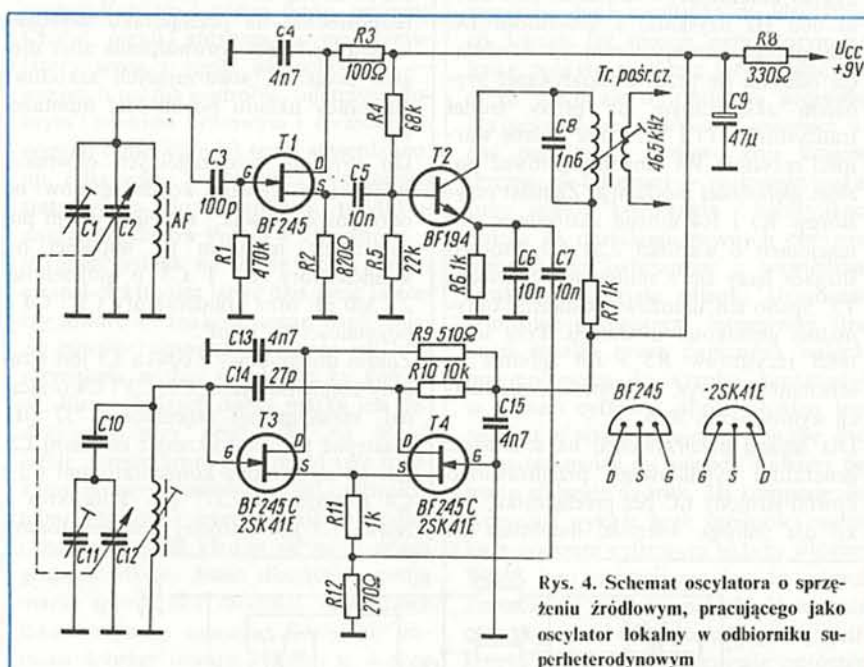 C4
4n7
R3
100Ω
R4
68k
R8
330Ω
UCC
+9V
Tr. pośr. cz.
C8
1n6
465 kHz
C9
47µ
C1
C2
AF
C3
100p
T1
G
D
S
BF245
C5
10n
T2
BF194
R1
470k
R2
820Ω
R5
22k
R6 1k
C6
10n
C7
10n
R7 1k
C13 4n7
C14 27p
R9 510Ω
R10 10k
C15
4n7
C10
C11
C12
T3
G
D
S
BF245C
2SK41E
T4
D
S
G
BF245C
2SK41E
R11
1K
R12
270Ω
BF245
D S G
2SK41E
G S D
Rys. 4. Schemat oscylatora o sprzę-
żeniu źródłowym, pracującego jako
oscylator lokalny w odbiorniku su-
perheterodynowym